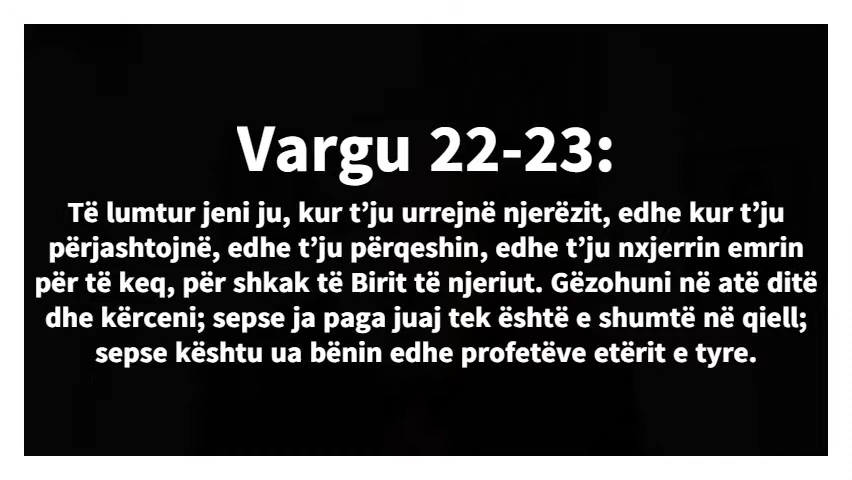 Vargu 22-23:
Të lumtur jeni ju, kur t’ju urrejnë njerëzit, edhe kur t’ju
përjashtojnë, edhe t’ju përqeshin, edhe t’ju nxjerrin emrin
për të keq, për shkak të Birit të njeriut. Gëzohuni në atë ditë
dhe kërceni; sepse ja paga juaj tek është e shumtë në qiell;
sepse kështu ua bënin edhe profetëve etërit e tyre.